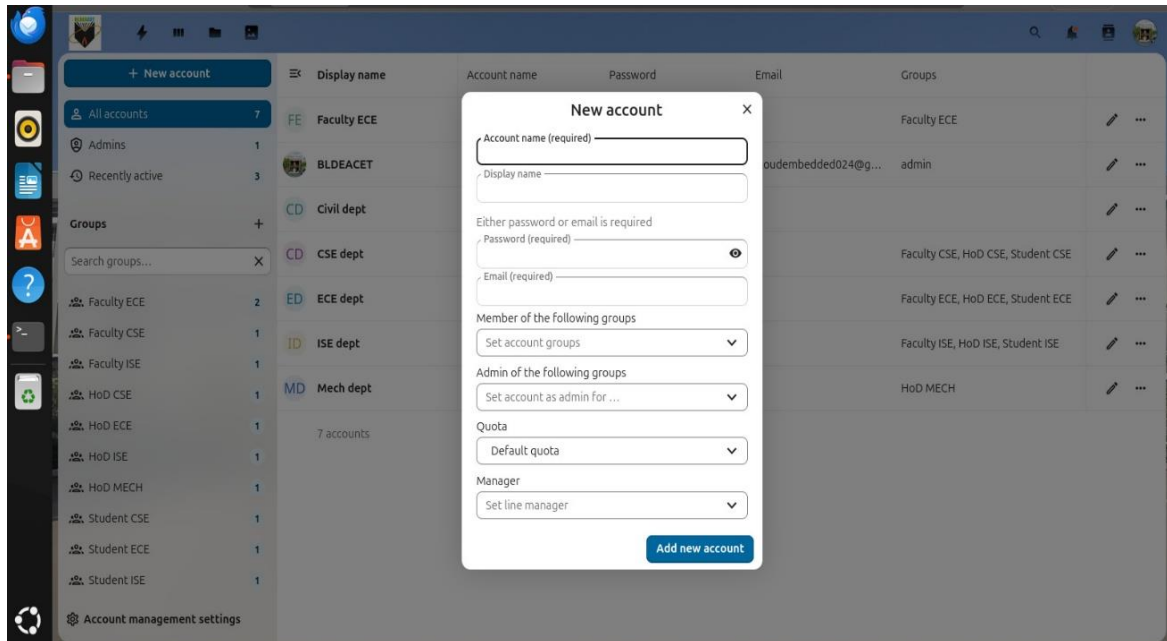 + New account
All accounts 7
Admins 1
Recently active 3
Groups +
Search groups...
Faculty ECE 2
Faculty CSE 1
Faculty ISE 1
HoD CSE 1
HoD ECE 1
HoD ISE 1
HoD MECH 1
Student CSE 1
Student ECE 1
Student ISE 1
Account management settings
Display name Account name Password Email Groups
FE Faculty ECE Faculty ECE
BLDEACET oudembedded024@g... admin
CD Civil dept
CD CSE dept Faculty CSE, HoD CSE, Student CSE
ED ECE dept Faculty ECE, HoD ECE, Student ECE
ID ISE dept Faculty ISE, HoD ISE, Student ISE
MD Mech dept HoD MECH
7 accounts
New account
Account name (required)
Display name
Either password or email is required
Password (required)
Email (required)
Member of the following groups
Set account groups
Admin of the following groups
Set account as admin for ...
Quota
Default quota
Manager
Set line manager
Add new account